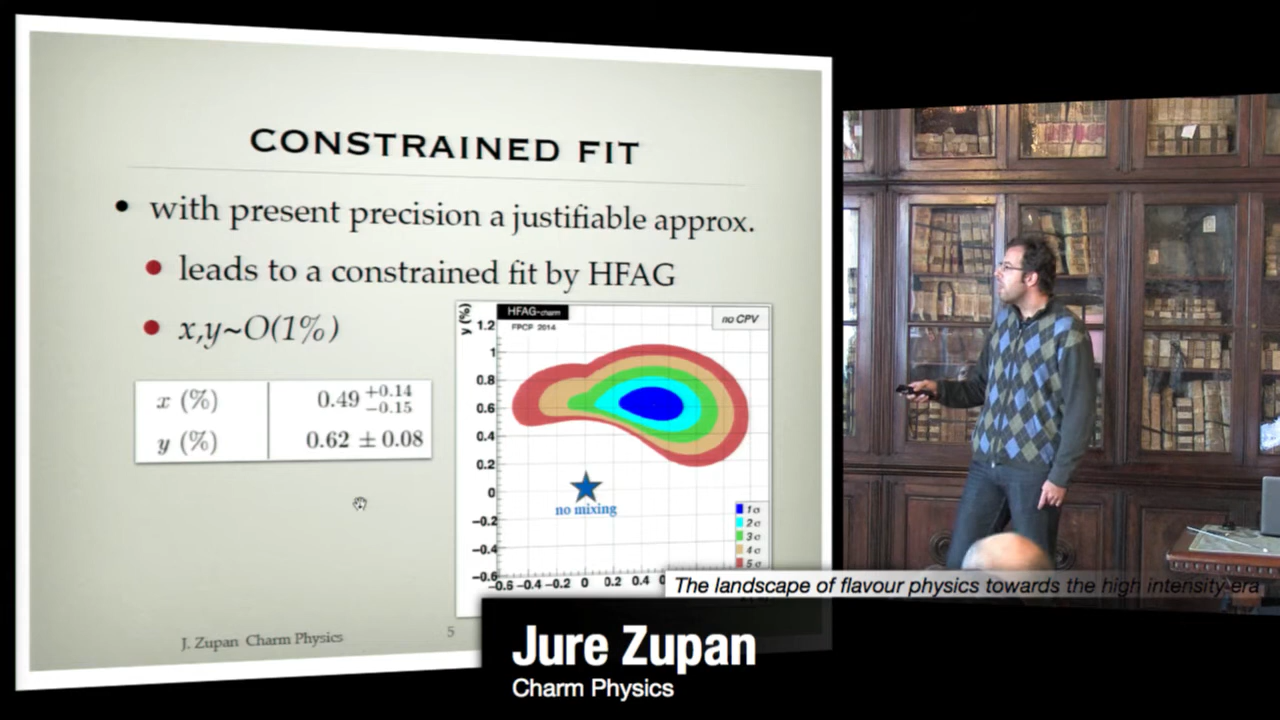 CONSTRAINED FIT
• with present precision a justifiable approx.
• leads to a constrained fit by HFAG
• x,y~O(1%)
x (%) 0.49 +0.14 −0.15
y (%) 0.62 ± 0.08
HFAG-charm
FPCP 2014
no CPV
y (%)
1.2
1
0.8
0.6
0.4
0.2
0
−0.2
−0.4
−0.6
−0.6 −0.4 −0.2 0 0.2 0.4
no mixing
1σ
2σ
3σ
4σ
5σ
J. Zupan Charm Physics
5
The landscape of flavour physics towards the high intensity era
Jure Zupan
Charm Physics